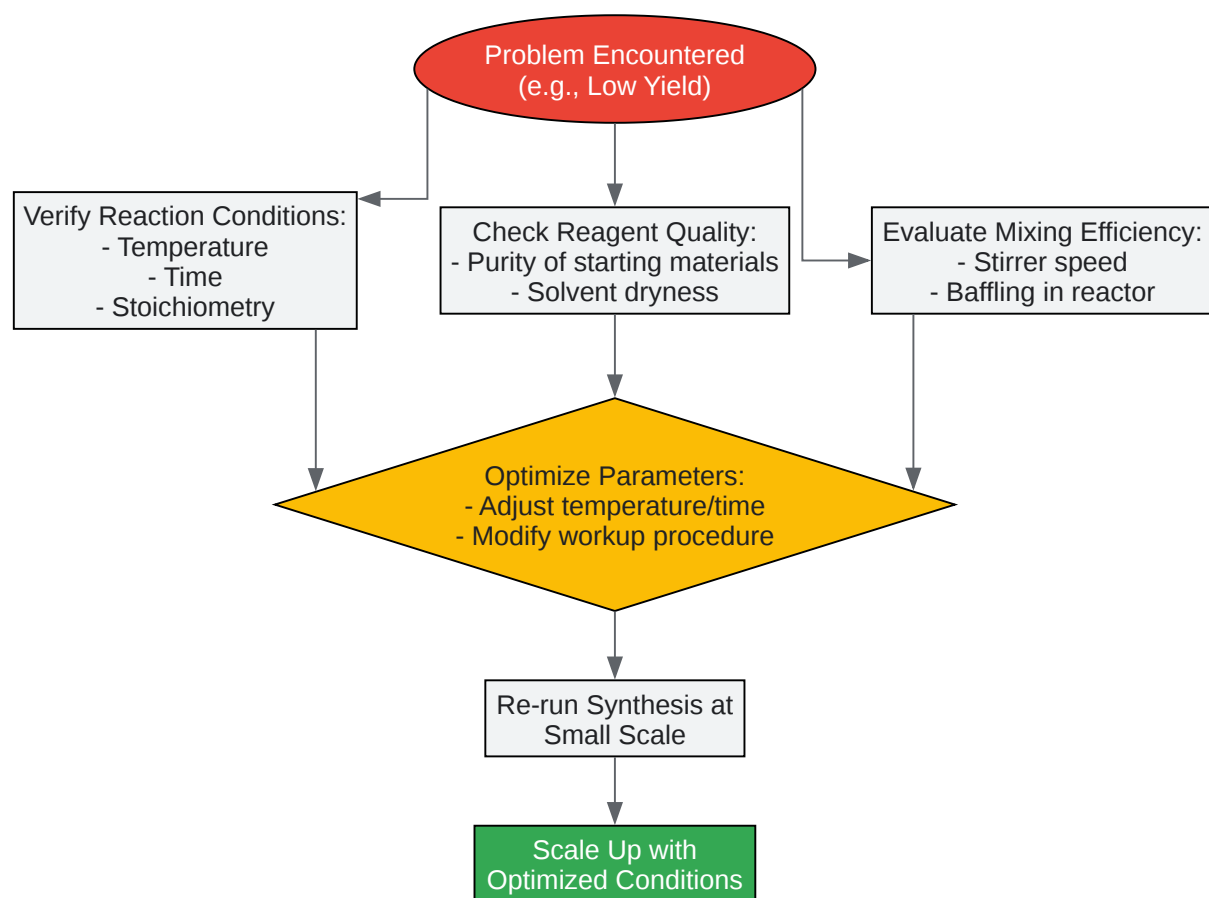 Problem Encountered
(e.g., Low Yield)
Verify Reaction Conditions:
- Temperature
- Time
- Stoichiometry
Check Reagent Quality:
- Purity of starting materials
- Solvent dryness
Evaluate Mixing Efficiency:
- Stirrer speed
- Baffling in reactor
Optimize Parameters:
- Adjust temperature/time
- Modify workup procedure
Re-run Synthesis at
Small Scale
Scale Up with
Optimized Conditions